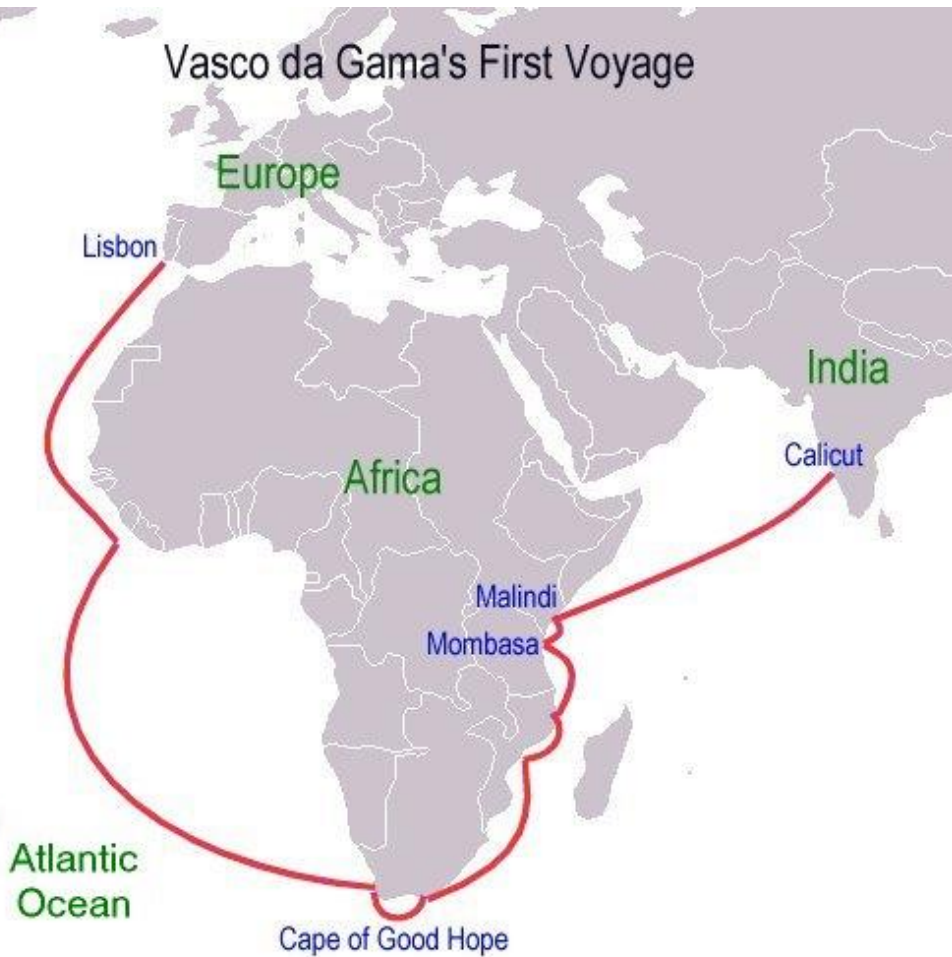 Vasco da Gama's First Voyage
Europe
Lisbon
India
Calicut
Africa
Malindi
Mombasa
Atlantic
Ocean
Cape of Good Hope